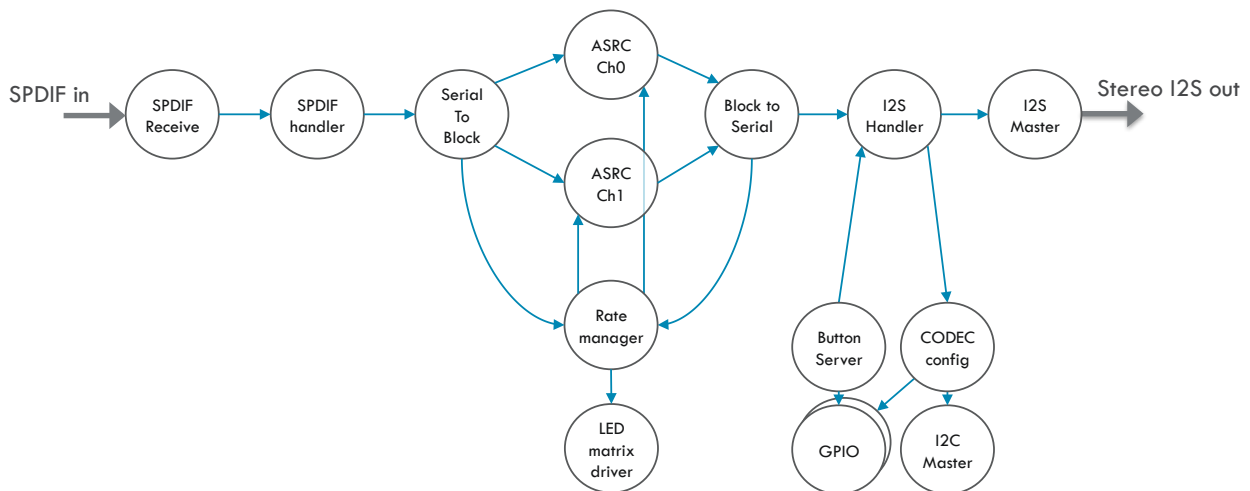 SPDIF in
SPDIF
Receive
SPDIF
handler
Serial
To
Block
ASRC
Ch0
ASRC
Ch1
Block to
Serial
I2S
Handler
I2S
Master
Stereo I2S out
Rate
manager
Button
Server
CODEC
config
LED
matrix
driver
GPIO
I2C
Master